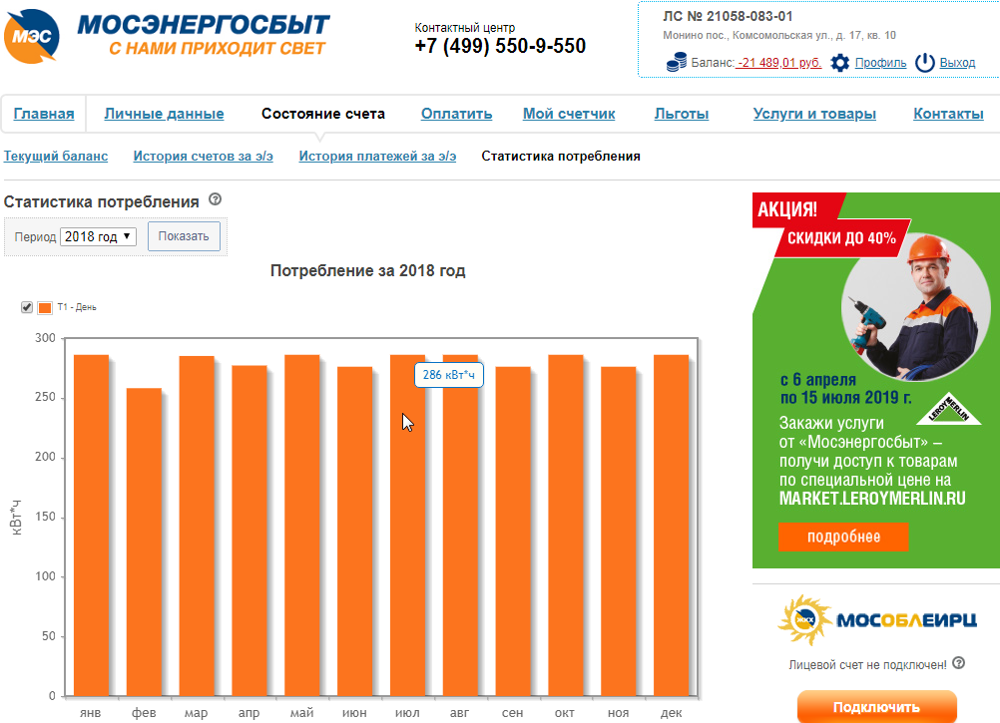 МЭС
МОСЭНЕРГОСБЫТ
С НАМИ ПРИХОДИТ СВЕТ
Контактный центр
+7 (499) 550-9-550
ЛС № 21058-083-01
Монино пос., Комсомольская ул., д. 17, кв. 10
Баланс: -21 489,01 руб. Профиль Выход
Главная Личные данные Состояние счета Оплатить Мой счетчик Льготы Услуги и товары Контакты
Текущий баланс История счетов за э/э История платежей за э/э Статистика потребления
Статистика потребления ?
Период 2018 год Показать
Потребление за 2018 год
Т1 - День
кВт*ч
300
250
200
150
100
50
0
286 кВт*ч
янв фев мар апр май июн июл авг сен окт ноя дек
АКЦИЯ!
СКИДКИ ДО 40%
с 6 апреля
по 15 июля 2019 г.
LEROYMERLIN
Закажи услуги
от «Мосэнергосбыт» –
получи доступ к товарам
по специальной цене на
MARKET.LEROYMERLIN.RU
подробнее
ЖКХ
МОСОБЛЕИРЦ
Лицевой счет не подключен! ?
Подключить